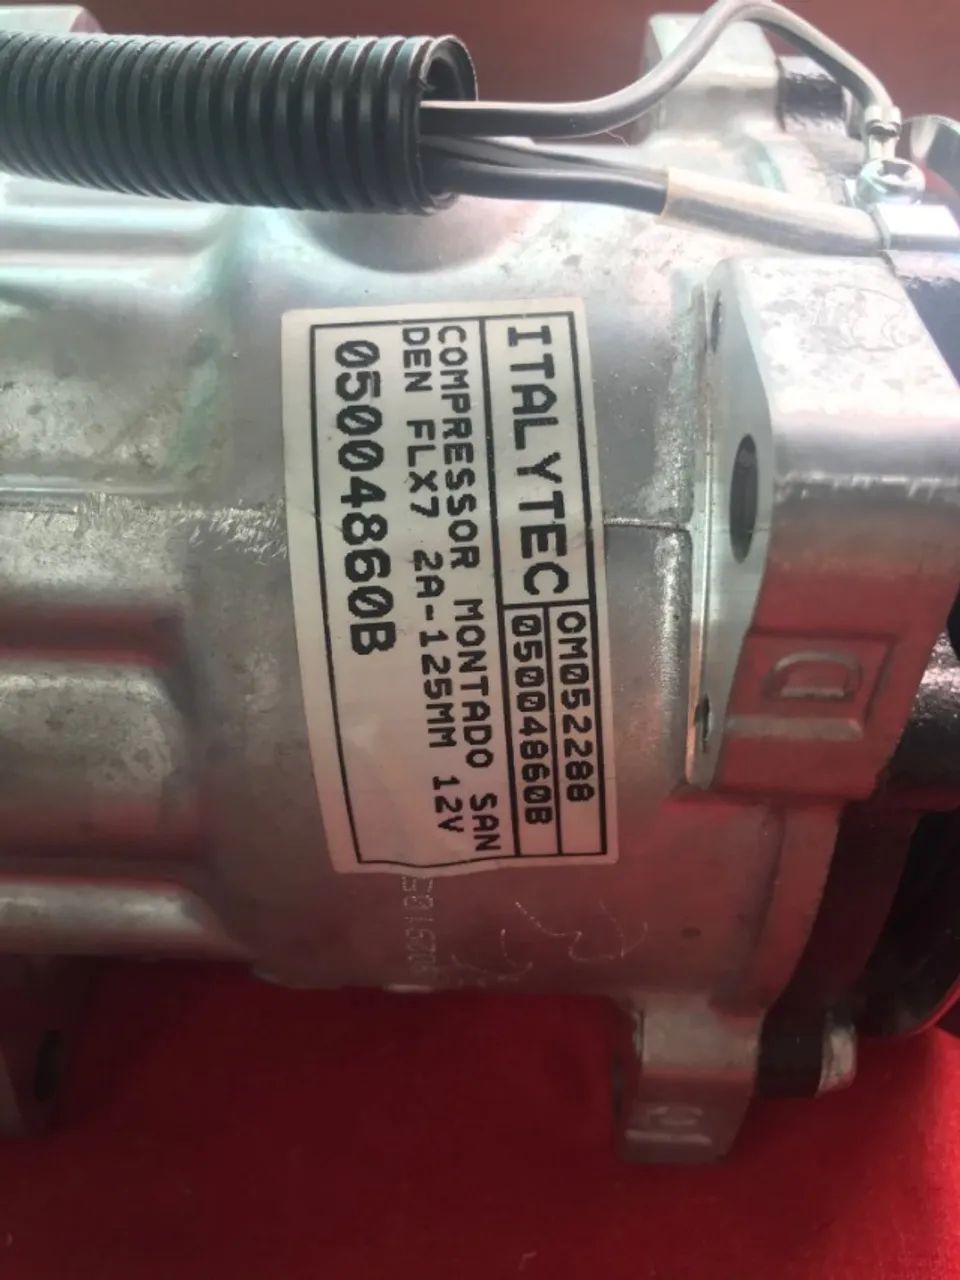 ITALYTEC
OM052288
05004860B
COMPRESSOR MONTADO SAN
DEN FLX7 2A-125MM 12V
05004860B